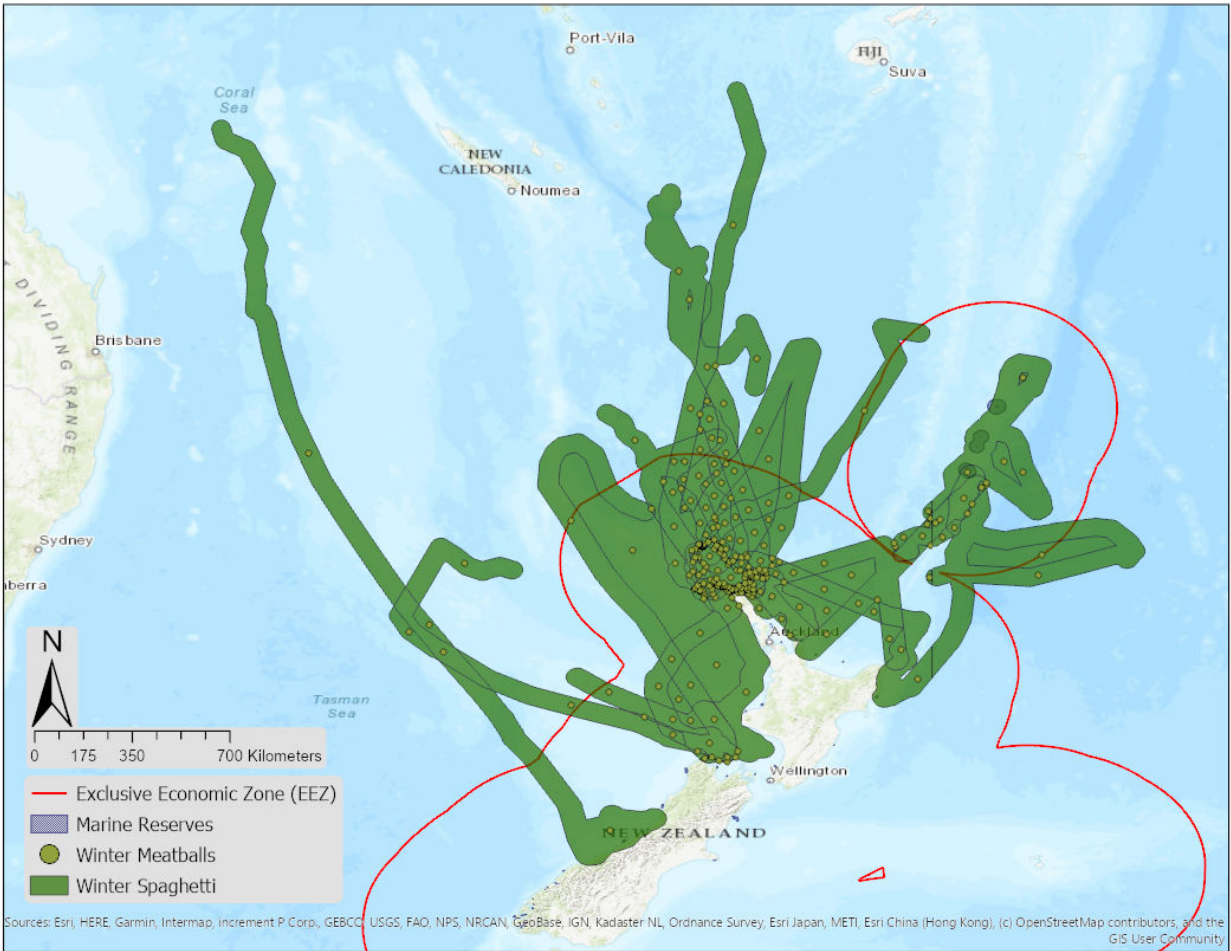 Port-Vila
FIJI
Suva
Coral
Sea
NEW
CALEDONIA
Noumea
DIVIDING RANGE
Brisbane
Sydney
nberra
Auckland
Tasman
Sea
N
0 175 350 700 Kilometers
Wellington
NEW ZEALAND
Exclusive Economic Zone (EEZ)
Marine Reserves
Winter Meatballs
Winter Spaghetti
Sources: Esri, HERE, Garmin, Intermap, increment P Corp., GEBCO, USGS, FAO, NPS, NRCAN, GeoBase, IGN, Kadaster NL, Ordnance Survey, Esri Japan, METI, Esri China (Hong Kong), (c) OpenStreetMap contributors, and the
GIS User Community